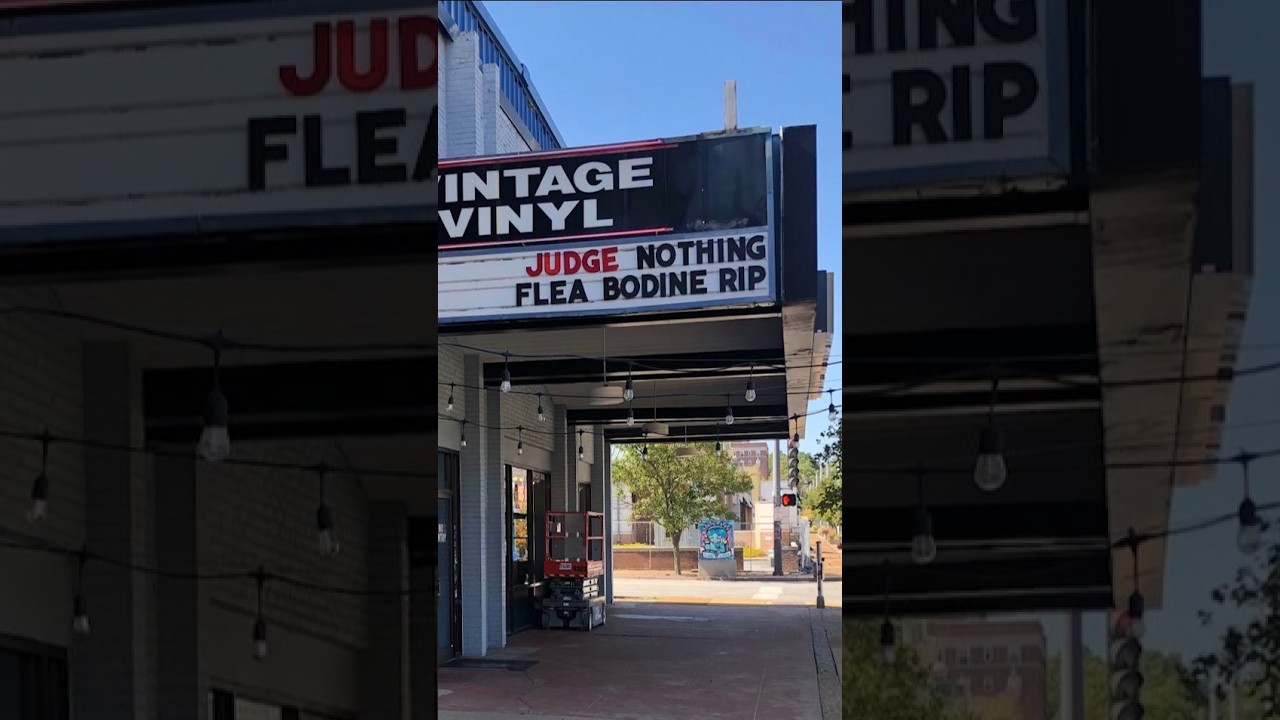 VINTAGE
VINYL
JUDGE NOTHING
FLEA BODINE RIP